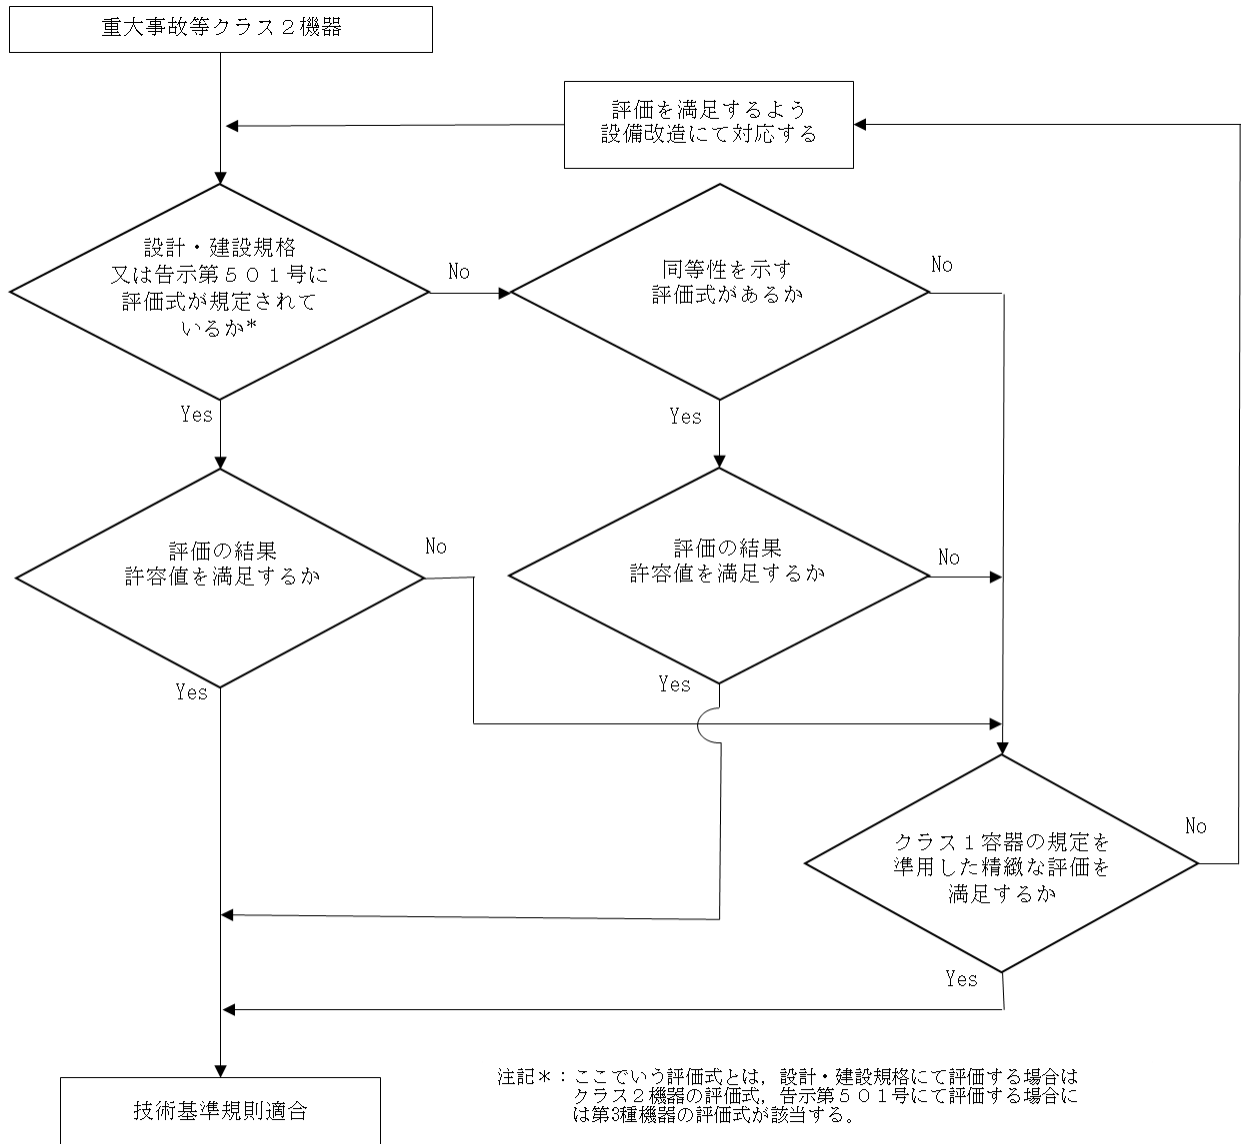 重大事故等クラス２機器
評価を満足するよう
設備改造にて対応する
設計・建設規格
又は告示第５０１号に
評価式が規定されて
いるか*
No
同等性を示す
評価式があるか
No
Yes
Yes
評価の結果
許容値を満足するか
No
評価の結果
許容値を満足するか
No
Yes
Yes
クラス１容器の規定を
準用した精緻な評価を
満足するか
No
Yes
技術基準規則適合
注記＊：ここでいう評価式とは，設計・建設規格にて評価する場合は
クラス２機器の評価式，告示第５０１号にて評価する場合に
は第3種機器の評価式が該当する。